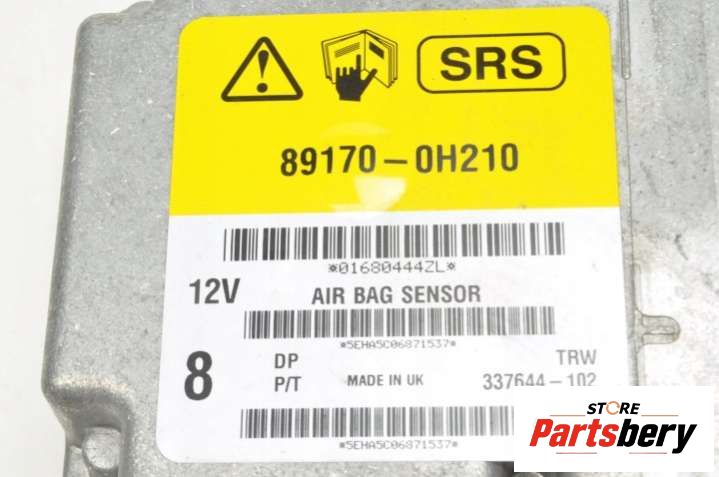 SRS
89170-0H210
*01680444ZL*
12V AIR BAG SENSOR
*5EHA5C06871537*
8 DP TRW
P/T MADE IN UK 337644-102
*5EHA5C06871537*
STORE
Partsbery